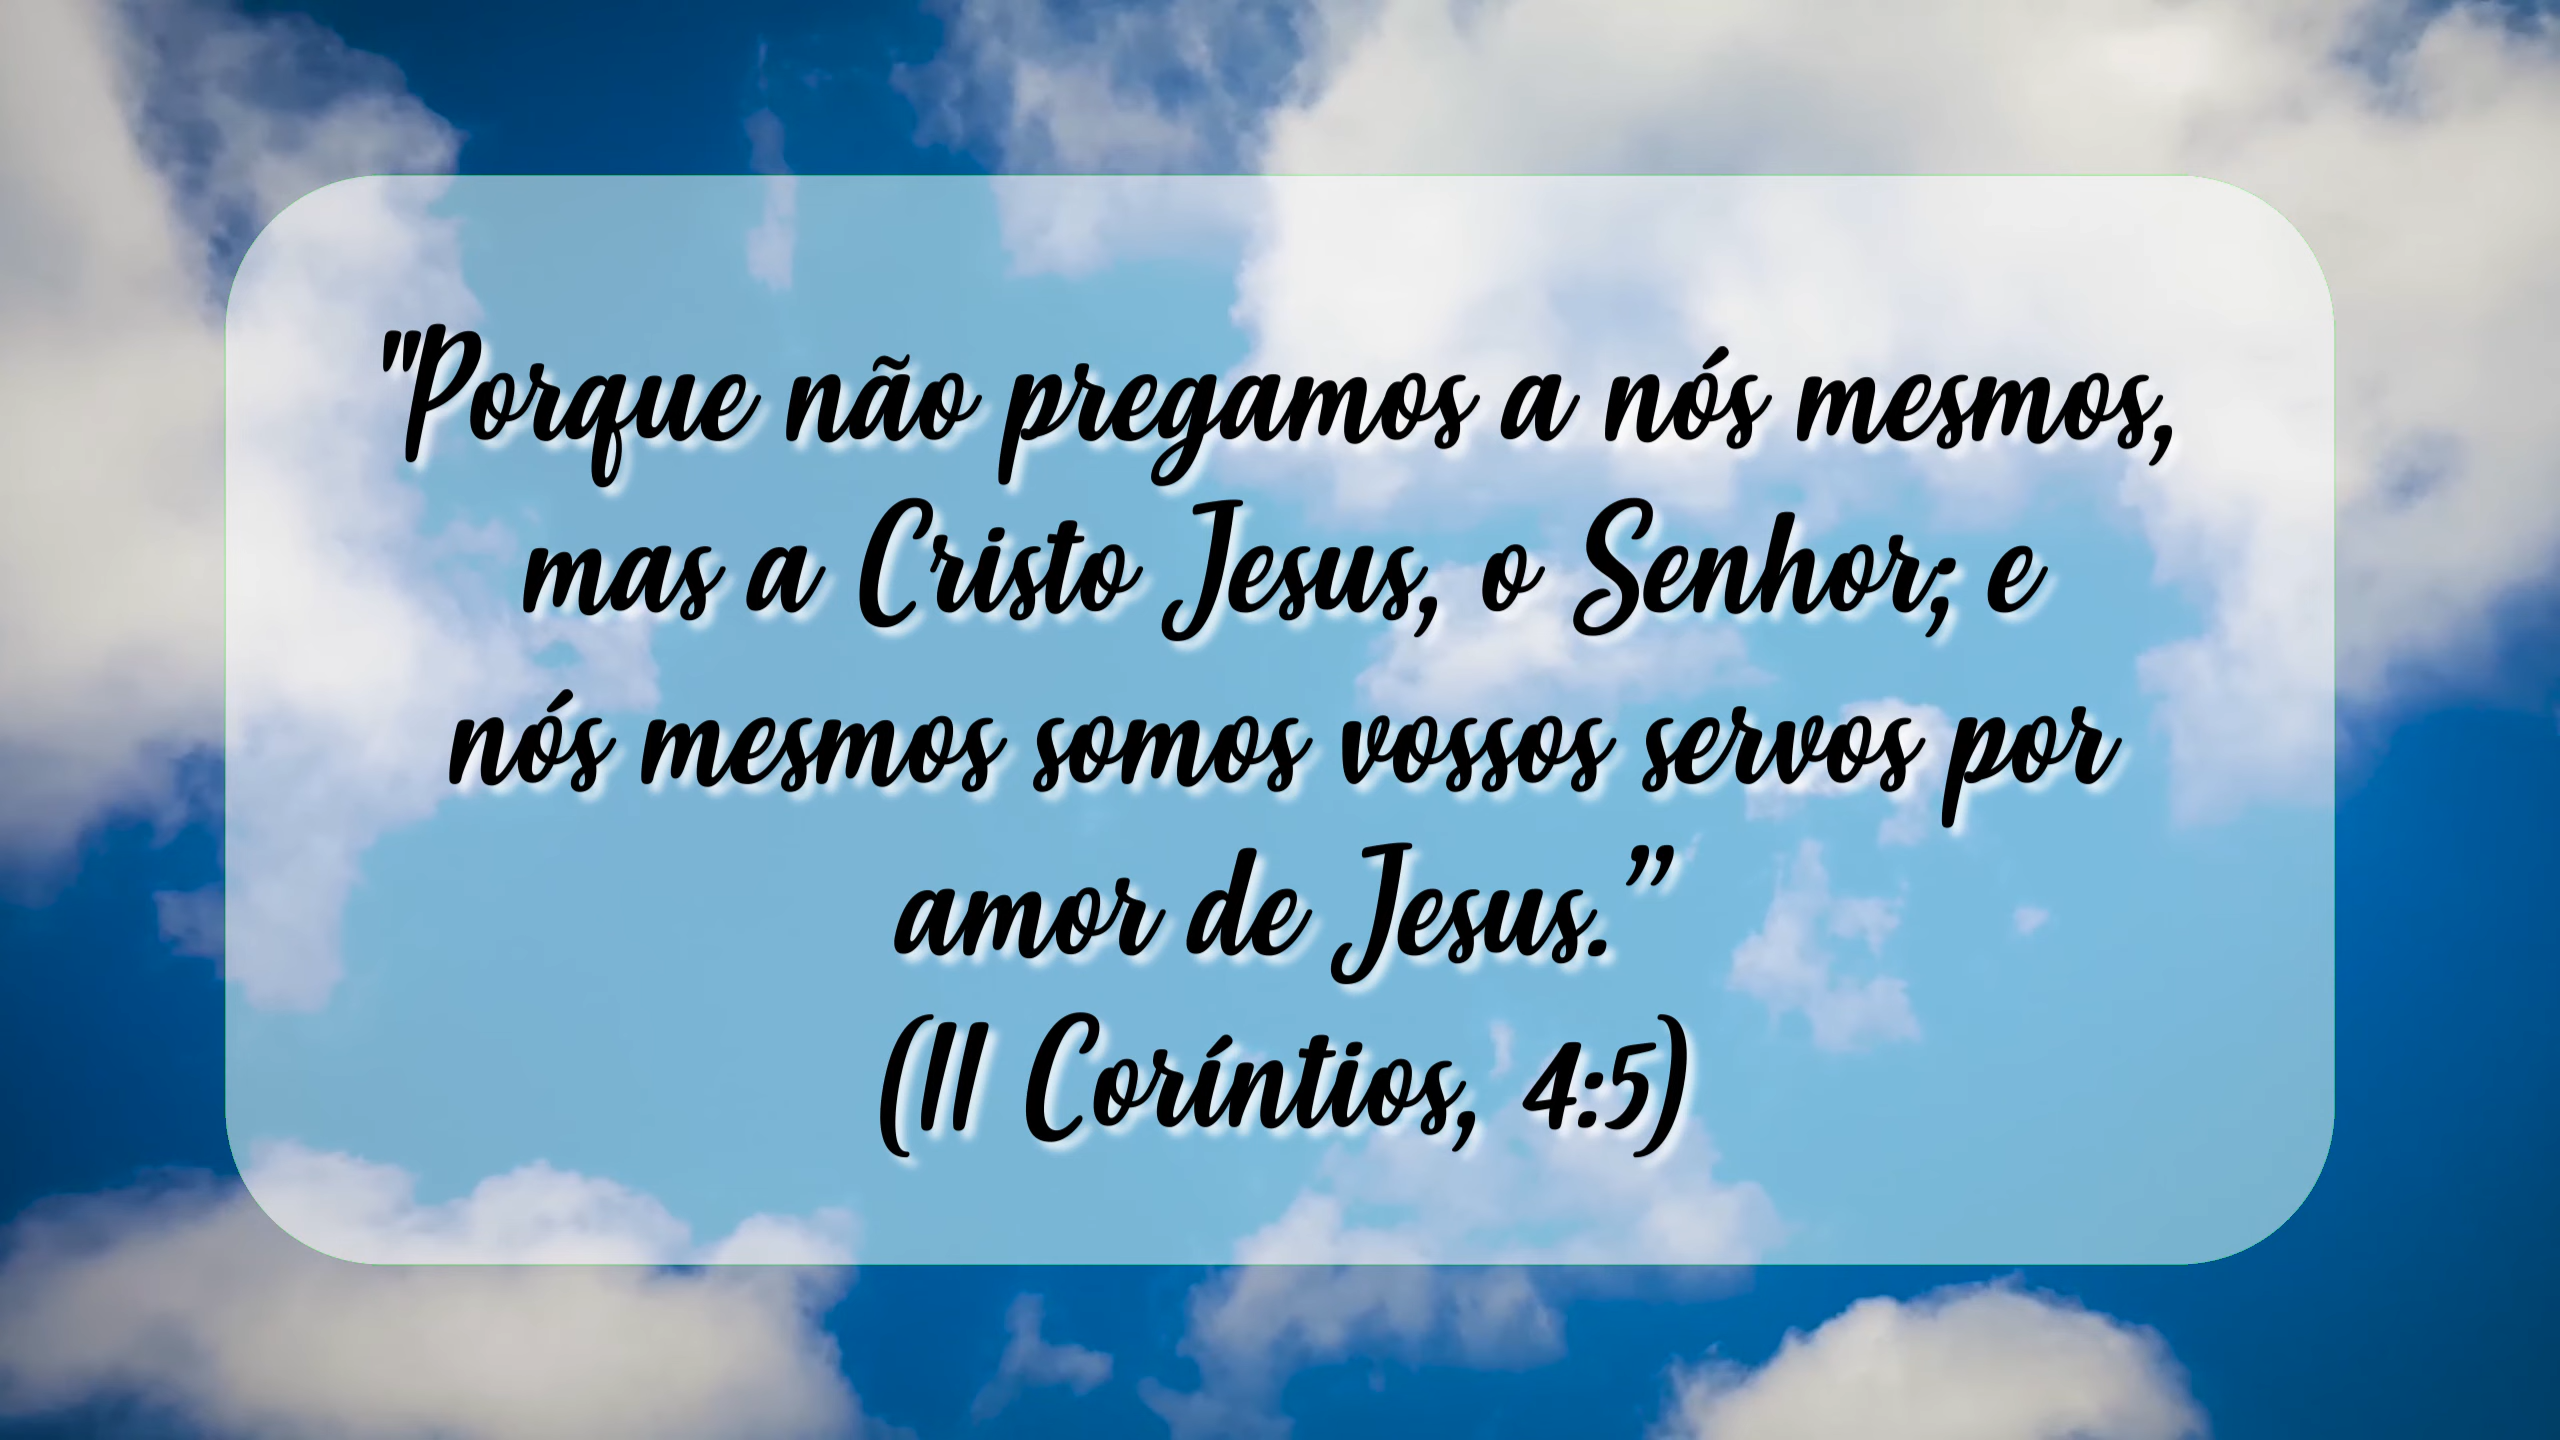 "Porque não pregamos a nós mesmos,
mas a Cristo Jesus, o Senhor; e
nós mesmos somos vossos servos por
amor de Jesus.”
(II Coríntios, 4:5)